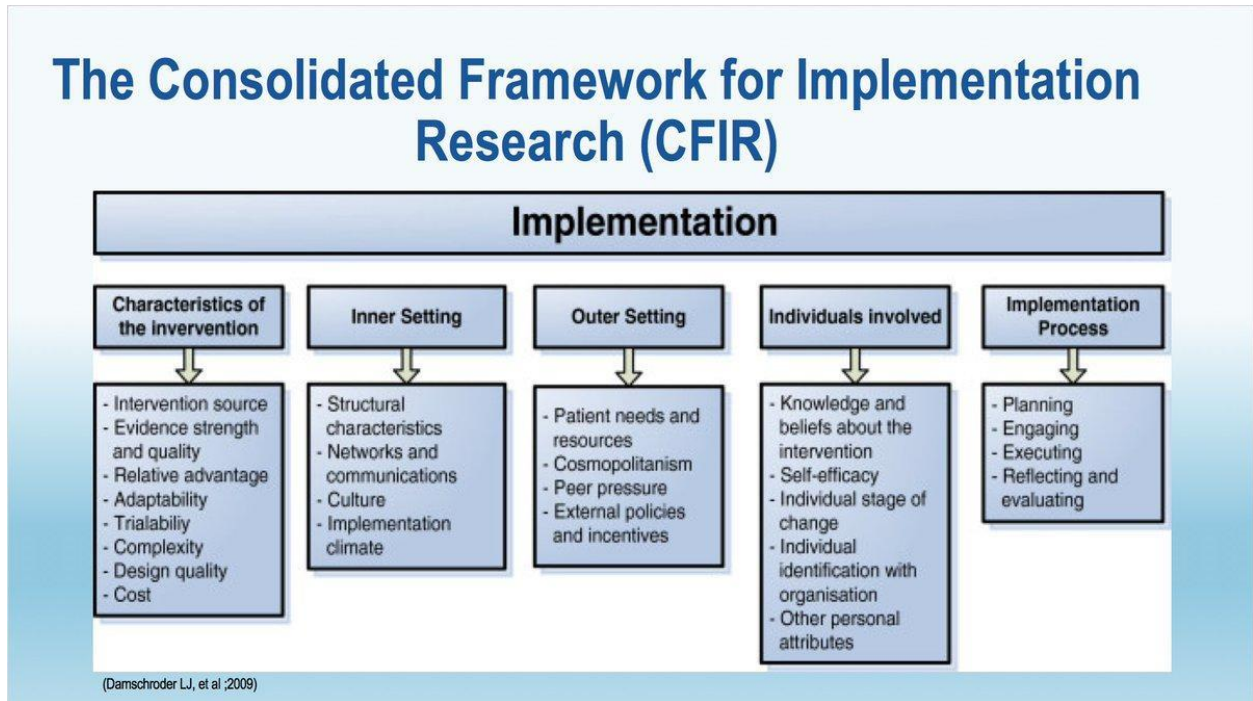 The Consolidated Framework for Implementation
Research (CFIR)
Implementation
Characteristics of
the invervention
- Intervention source
- Evidence strength
and quality
- Relative advantage
- Adaptability
- Trialability
- Complexity
- Design quality
- Cost
Inner Setting
- Structural
characteristics
- Networks and
communications
- Culture
- Implementation
climate
Outer Setting
- Patient needs and
resources
- Cosmopolitanism
- Peer pressure
- External policies
and incentives
Individuals involved
- Knowledge and
beliefs about the
intervention
- Self-efficacy
- Individual stage of
change
- Individual
identification with
organisation
- Other personal
attributes
Implementation
Process
- Planning
- Engaging
- Executing
- Reflecting and
evaluating
(Damschroder LJ, et al ;2009)